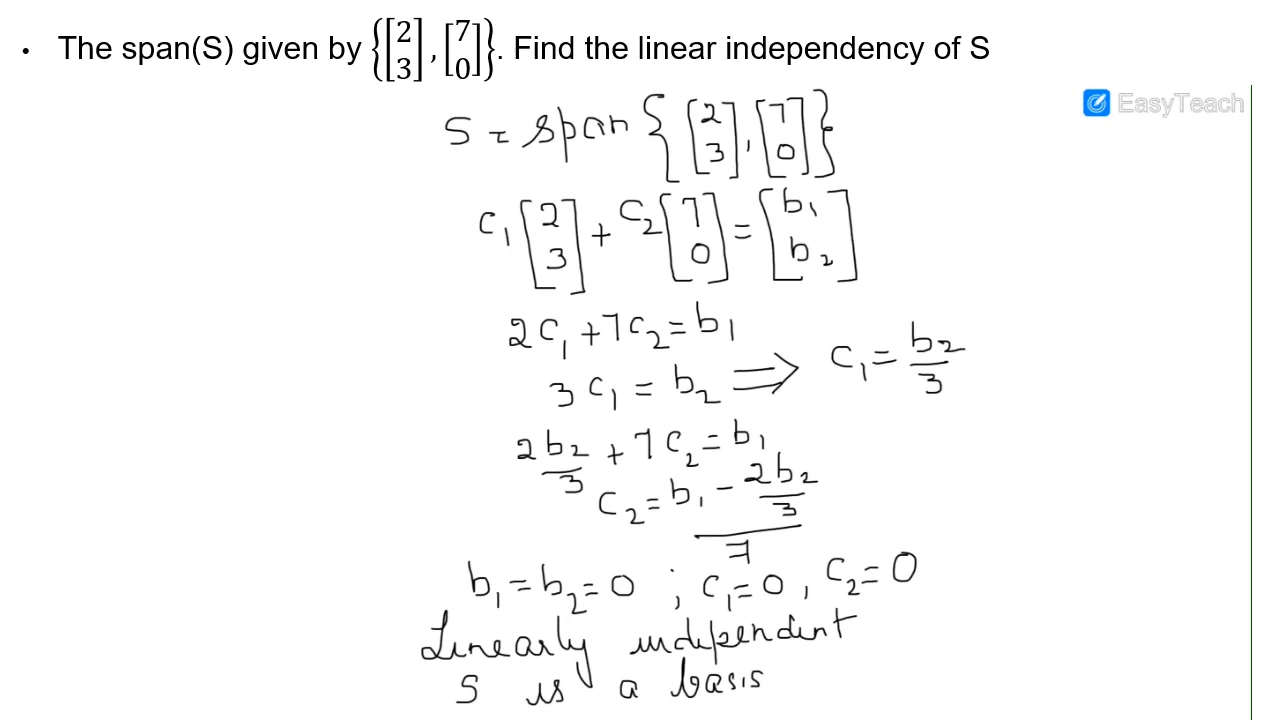 • The span(S) given by {[2 3], [7 0]}. Find the linear independency of S
EasyTeach
S = span {[2 3], [7 0]}
c₁[2 3] + c₂[7 0] = [b₁ b₂]
2c₁ + 7c₂ = b₁
3c₁ = b₂ ⟹ c₁ = b₂/3
2b₂/3 + 7c₂ = b₁
c₂ = (b₁ - 2b₂/3)/7
b₁ = b₂ = 0 ; c₁ = 0, c₂ = 0
Linearly independent
S is a basis